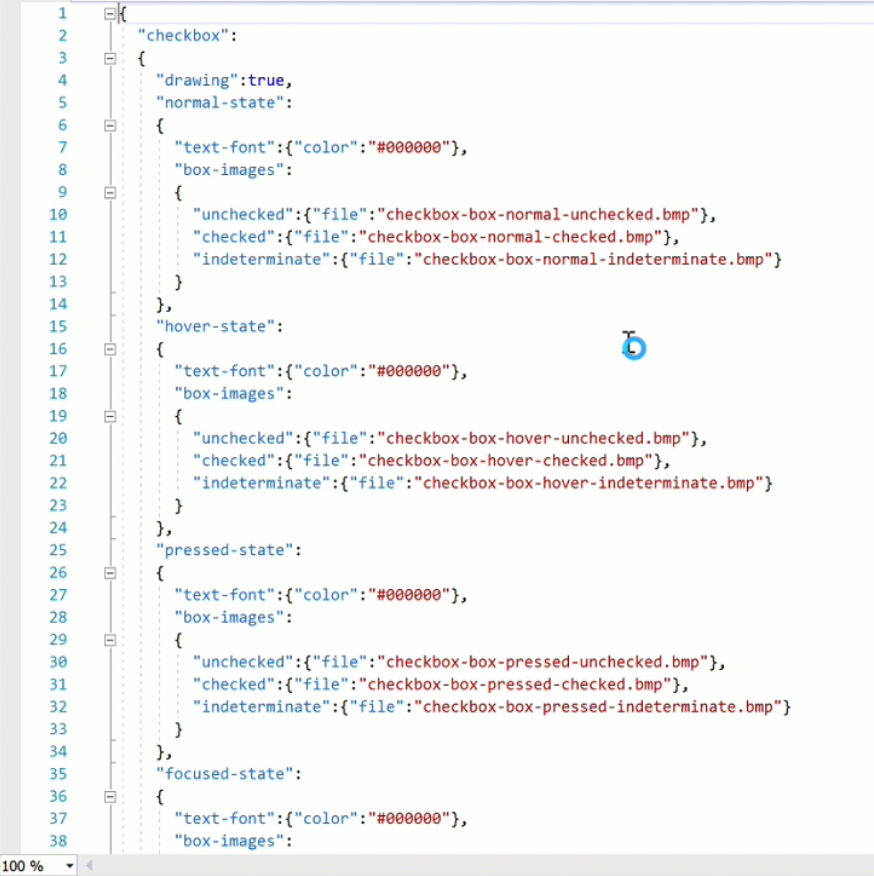 1 {
2 "checkbox":
3 {
4 "drawing":true,
5 "normal-state":
6 {
7 "text-font":{"color":"#000000"},
8 "box-images":
9 {
10 "unchecked":{"file":"checkbox-box-normal-unchecked.bmp"},
11 "checked":{"file":"checkbox-box-normal-checked.bmp"},
12 "indeterminate":{"file":"checkbox-box-normal-indeterminate.bmp"}
13 }
14 },
15 "hover-state":
16 {
17 "text-font":{"color":"#000000"},
18 "box-images":
19 {
20 "unchecked":{"file":"checkbox-box-hover-unchecked.bmp"},
21 "checked":{"file":"checkbox-box-hover-checked.bmp"},
22 "indeterminate":{"file":"checkbox-box-hover-indeterminate.bmp"}
23 }
24 },
25 "pressed-state":
26 {
27 "text-font":{"color":"#000000"},
28 "box-images":
29 {
30 "unchecked":{"file":"checkbox-box-pressed-unchecked.bmp"},
31 "checked":{"file":"checkbox-box-pressed-checked.bmp"},
32 "indeterminate":{"file":"checkbox-box-pressed-indeterminate.bmp"}
33 }
34 },
35 "focused-state":
36 {
37 "text-font":{"color":"#000000"},
38 "box-images":
100 %